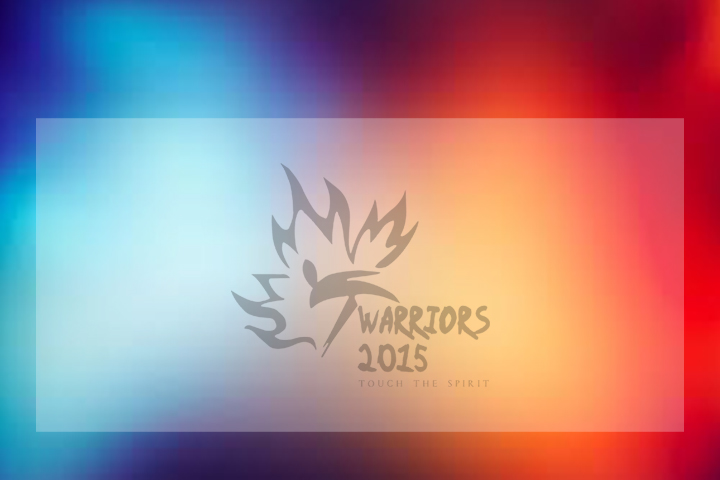 WARRIORS
2015
TOUCH THE SPIRIT